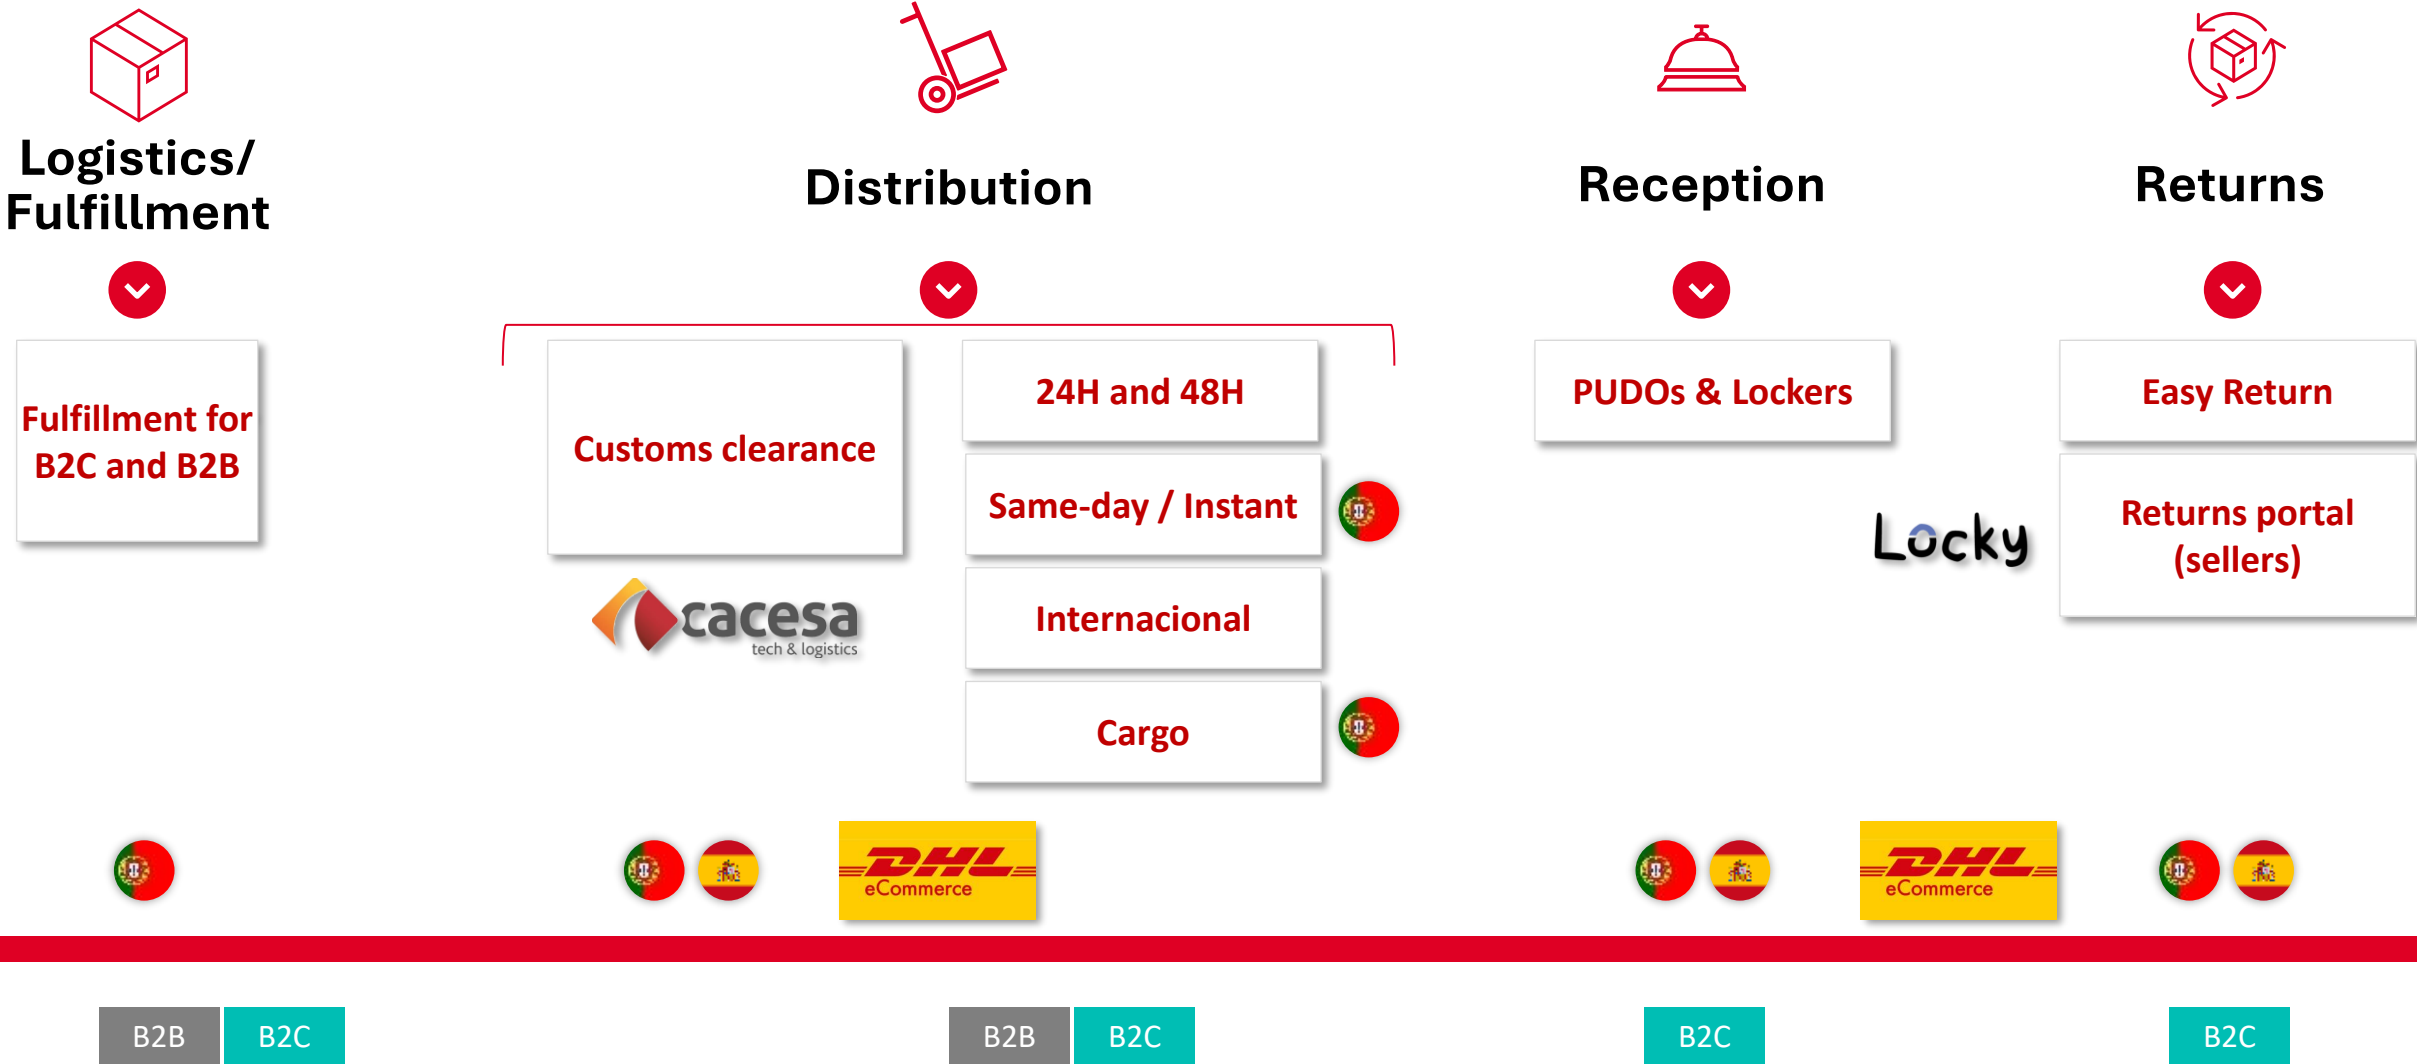 Logistics/
Fulfillment
Distribution
Reception
Returns
Fulfillment for
B2C and B2B
Customs clearance
cacesa
tech & logistics
24H and 48H
Same-day / Instant
Internacional
Cargo
PUDOs & Lockers
Locky
Easy Return
Returns portal
(sellers)
DHL
eCommerce
DHL
eCommerce
B2B
B2C
B2B
B2C
B2C
B2C